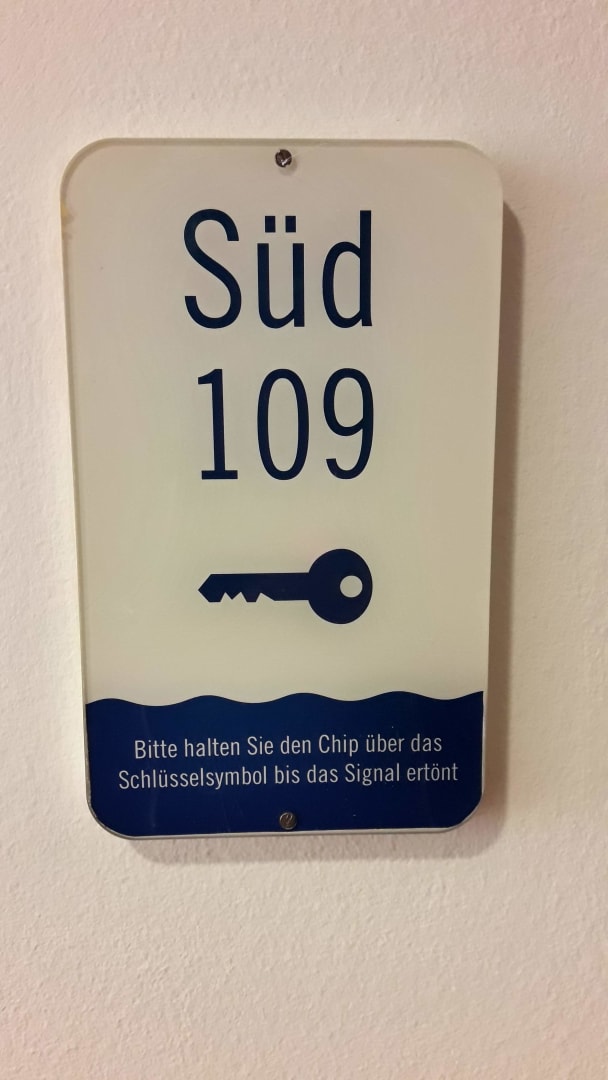 Süd
109
Bitte halten Sie den Chip über das
Schlüsselsymbol bis das Signal ertönt